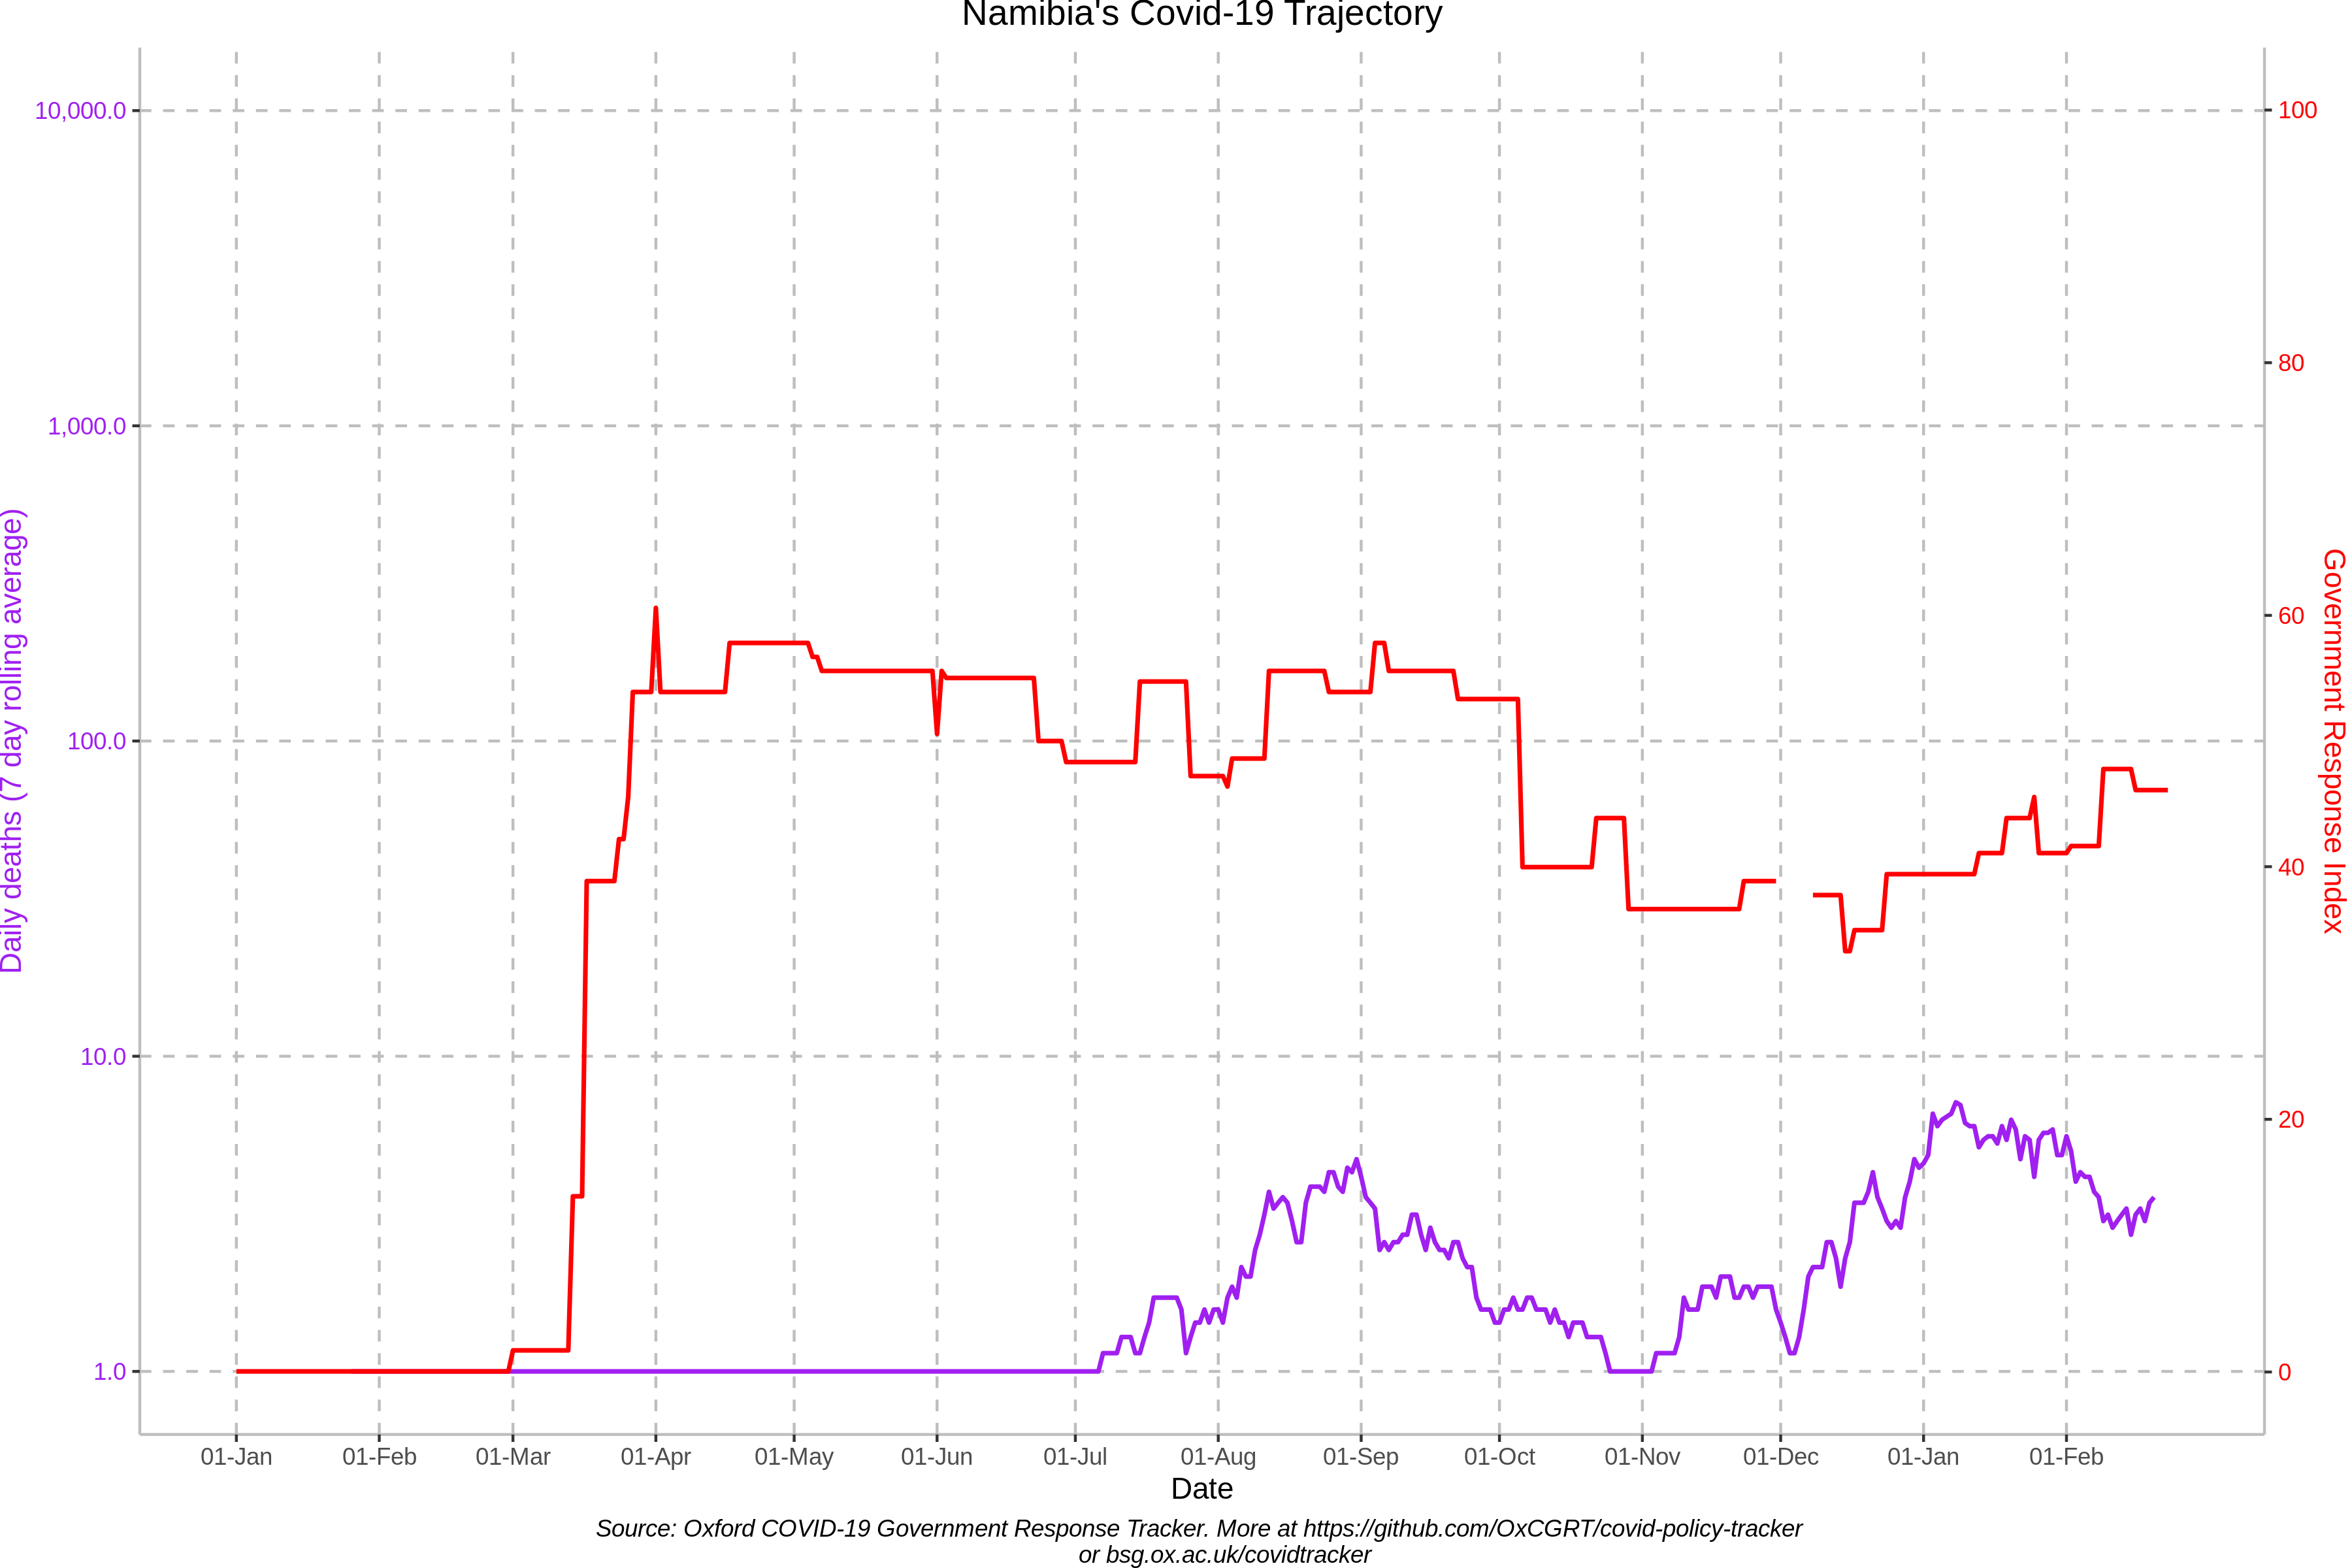 Namibia's Covid-19 Trajectory
10,000.0
1,000.0
100.0
10.0
1.0
Daily deaths (7 day rolling average)
100
80
60
40
20
0
Government Response Index
01-Jan 01-Feb 01-Mar 01-Apr 01-May 01-Jun 01-Jul 01-Aug 01-Sep 01-Oct 01-Nov 01-Dec 01-Jan 01-Feb
Date
Source: Oxford COVID-19 Government Response Tracker. More at https://github.com/OxCGRT/covid-policy-tracker
or bsg.ox.ac.uk/covidtracker